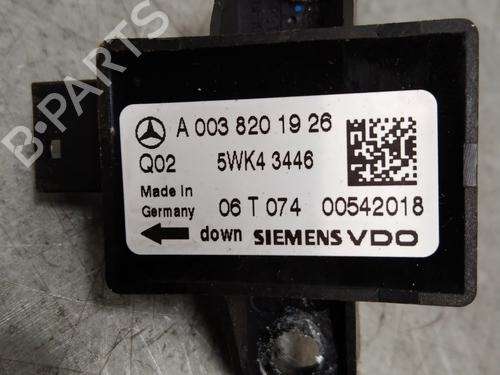 B-PARTS
A 003 820 19 26
Q02 5WK4 3446
Made in
Germany 06 T 074 00542018
down SIEMENS VDO